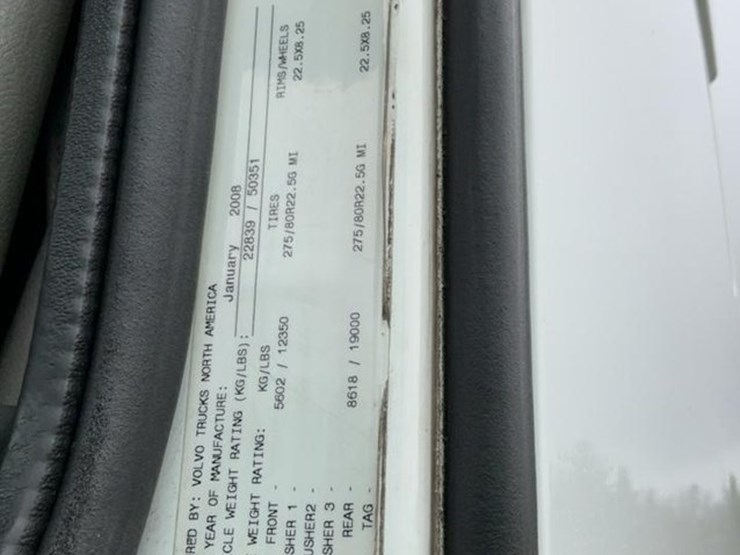 RED BY: VOLVO TRUCKS NORTH AMERICA
YEAR OF MANUFACTURE: January 2008
CLE WEIGHT RATING (KG/LBS): 22839 / 50351
WEIGHT RATING: KG/LBS TIRES RIMS/WHEELS
FRONT - 5602 / 12350 275/80R22.5G MI 22.5X8.25
SHER 1 -
USHER2 -
SHER 3 -
REAR - 8618 / 19000 275/80R22.5G MI 22.5X8.25
TAG -